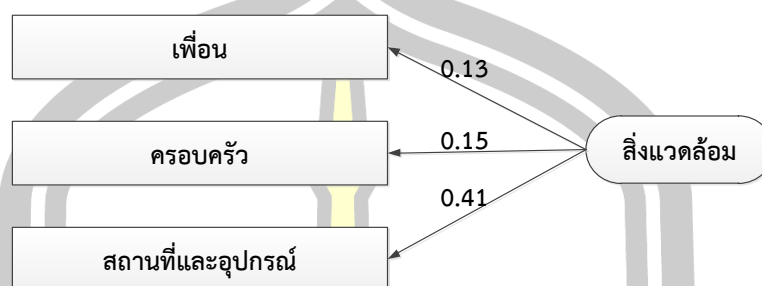 เพื่อน
0.13
ครอบครัว
0.15
สิ่งแวดล้อม
0.41
สถานที่และอุปกรณ์